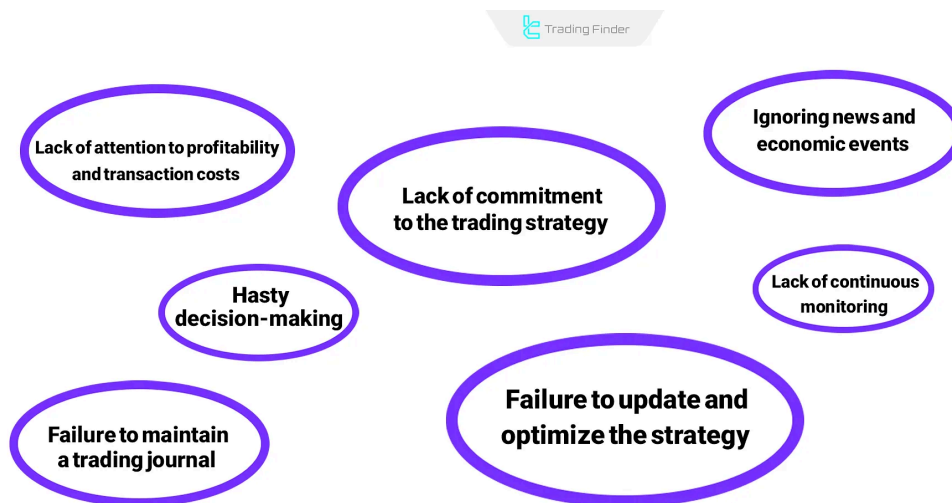 Trading Finder
Lack of attention to profitability
and transaction costs
Lack of commitment
to the trading strategy
Ignoring news and
economic events
Hasty
decision-making
Lack of continuous
monitoring
Failure to maintain
a trading journal
Failure to update and
optimize the strategy